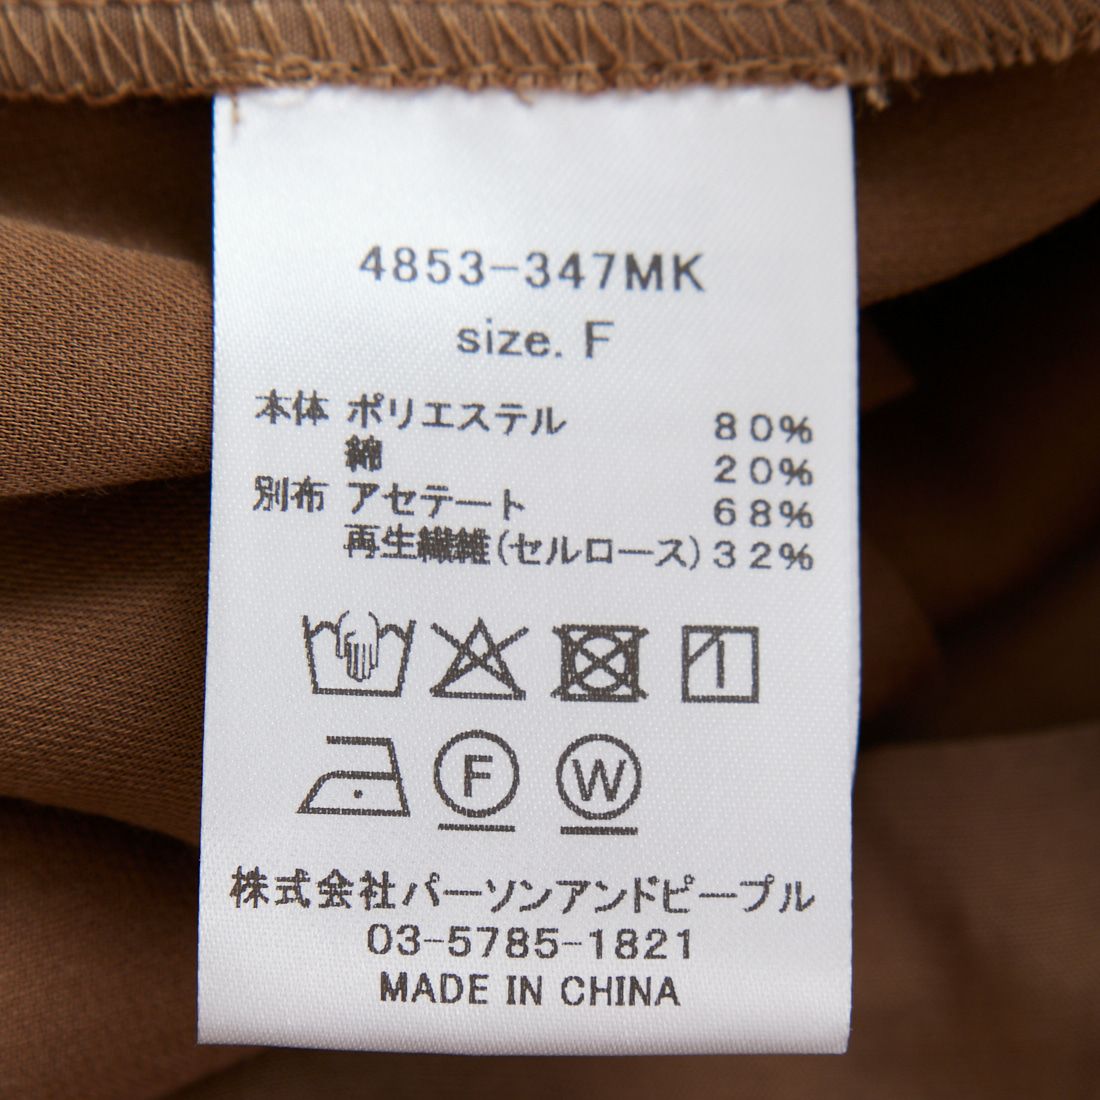 4853-347MK
size. F
本体 ポリエステル 80%
綿 20%
別布 アセテート 68%
再生繊維(セルロース) 32%
F W
株式会社パーソンアンドピープル
03-5785-1821
MADE IN CHINA